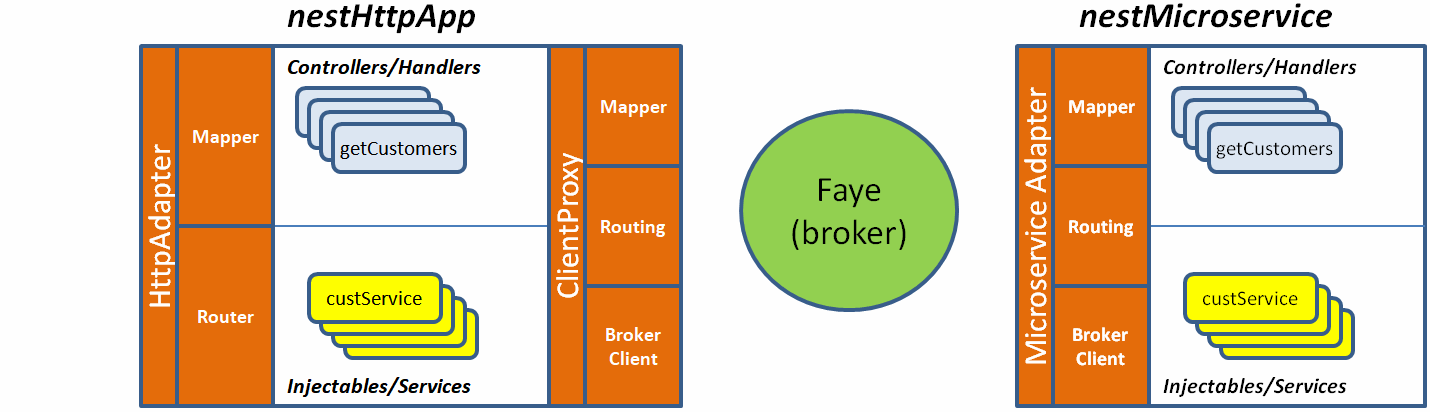 nestHttpApp
HttpAdapter
Mapper
Router
Controllers/Handlers
getCustomers
custService
Injectables/Services
ClientProxy
Mapper
Routing
Broker
Client
Faye
(broker)
nestMicroservice
Microservice Adapter
Mapper
Routing
Broker
Client
Controllers/Handlers
getCustomers
custService
Injectables/Services